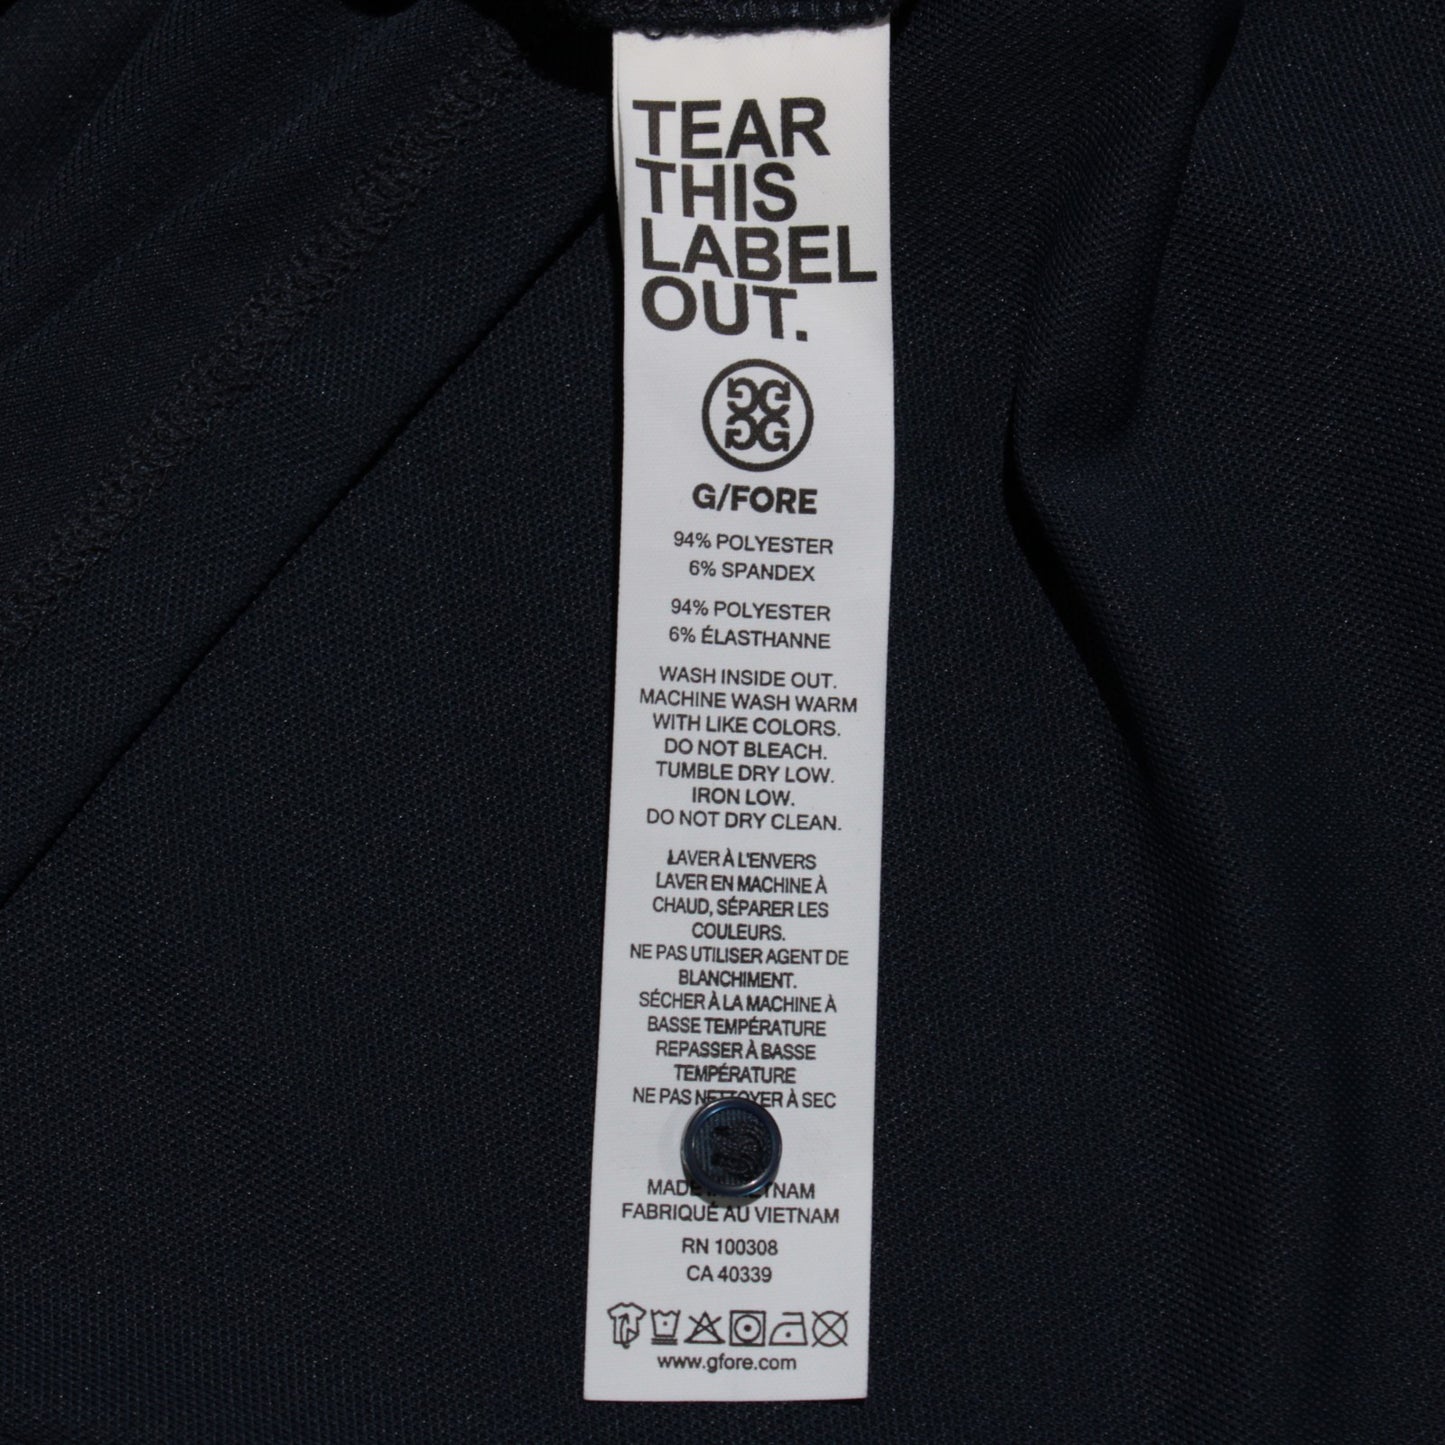 TEAR
THIS
LABEL
OUT.
G/FORE
94% POLYESTER
6% SPANDEX
94% POLYESTER
6% ÉLASTHANNE
WASH INSIDE OUT.
MACHINE WASH WARM
WITH LIKE COLORS.
DO NOT BLEACH.
TUMBLE DRY LOW.
IRON LOW.
DO NOT DRY CLEAN.
LAVER À L'ENVERS
LAVER EN MACHINE À
CHAUD, SÉPARER LES
COULEURS.
NE PAS UTILISER AGENT DE
BLANCHIMENT.
SÉCHER À LA MACHINE À
BASSE TEMPÉRATURE
REPASSER À BASSE
TEMPÉRATURE
NE PAS NETTOYER À SEC
MADE IN VIETNAM
FABRIQUÉ AU VIETNAM
RN 100308
CA 40339
www.gfore.com